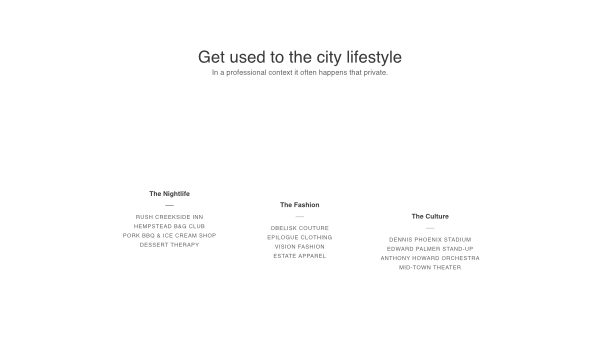 Get used to the city lifestyle
In a professional context it often happens that private.
The Nightlife
RUSH CREEKSIDE INN
HEMPSTEAD B&G CLUB
PORK BBQ & ICE CREAM SHOP
DESSERT THERAPY
The Fashion
OBELISK COUTURE
EPILOGUE CLOTHING
VISION FASHION
ESTATE APPAREL
The Culture
DENNIS PHOENIX STADIUM
EDWARD PALMER STAND-UP
ANTHONY HOWARD ORCHESTRA
MID-TOWN THEATER